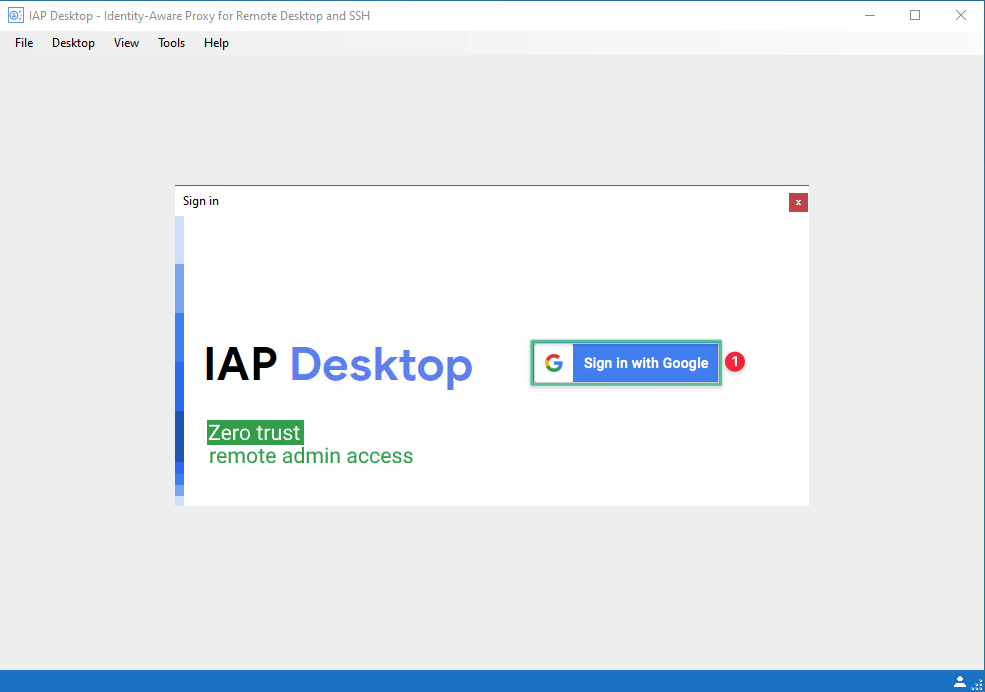 IAP Desktop - Identity-Aware Proxy for Remote Desktop and SSH
File Desktop View Tools Help
Sign in
x
IAP Desktop
G Sign in with Google 1
Zero trust
remote admin access